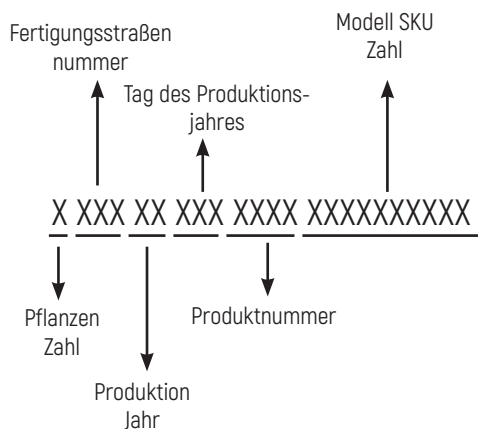 Fertigungsstraßen
nummer
Modell SKU
Zahl
Tag des Produktions-
jahres
X XXX XX XXX XXXX XXXXXXXXXX
Pflanzen
Zahl
Produktnummer
Produktion
Jahr